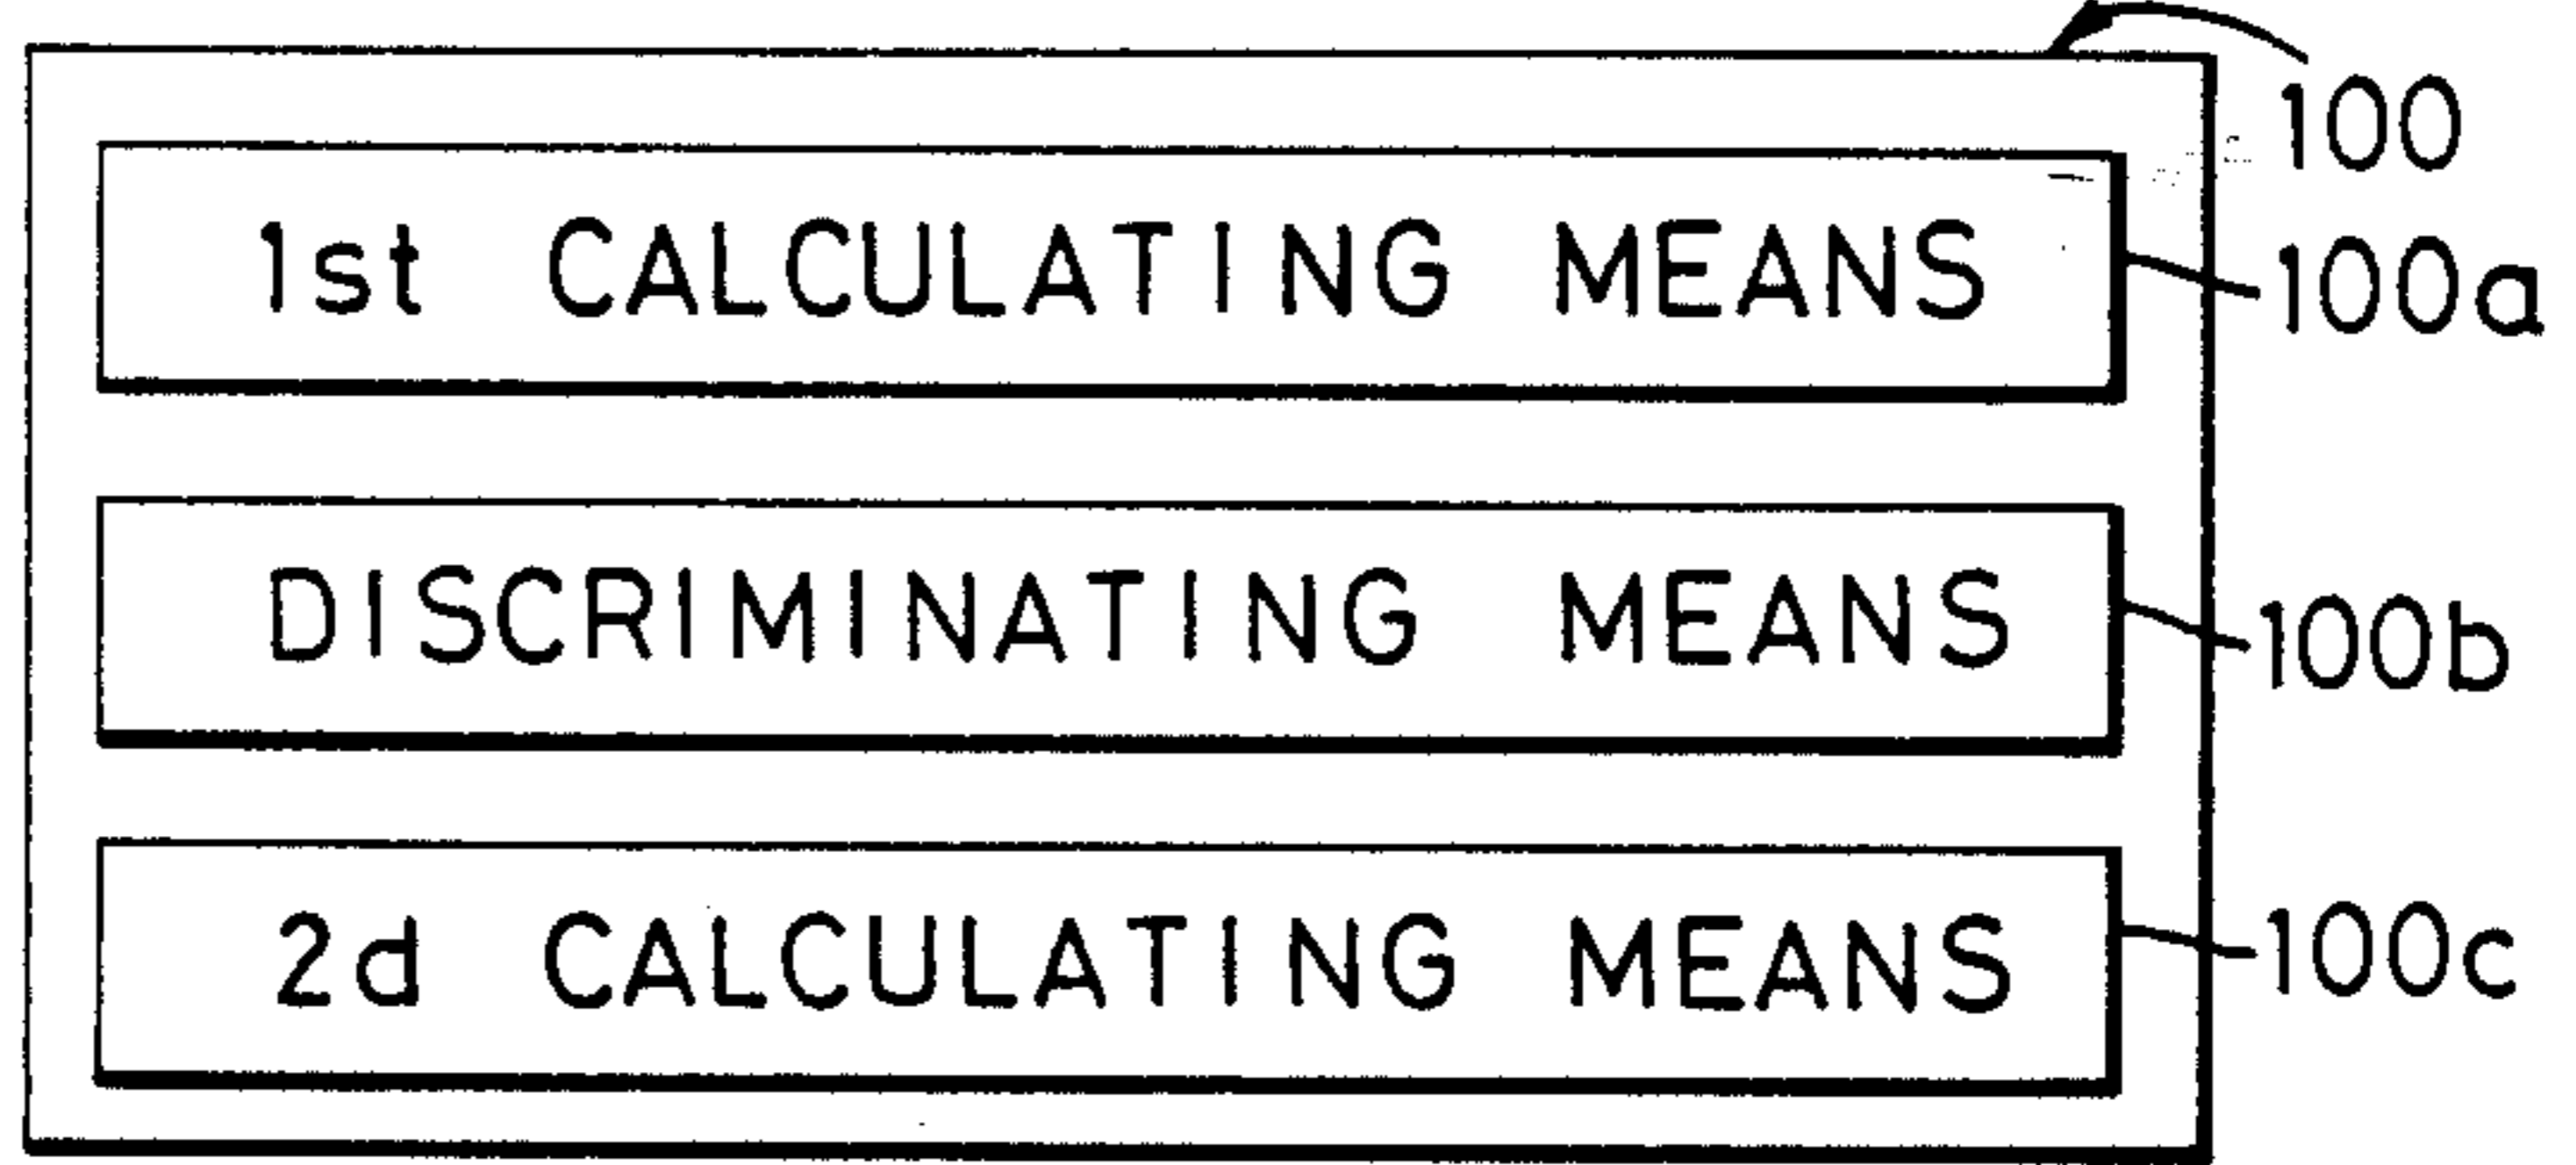 100
1st CALCULATING MEANS 100a
DISCRIMINATING MEANS 100b
2d CALCULATING MEANS 100c